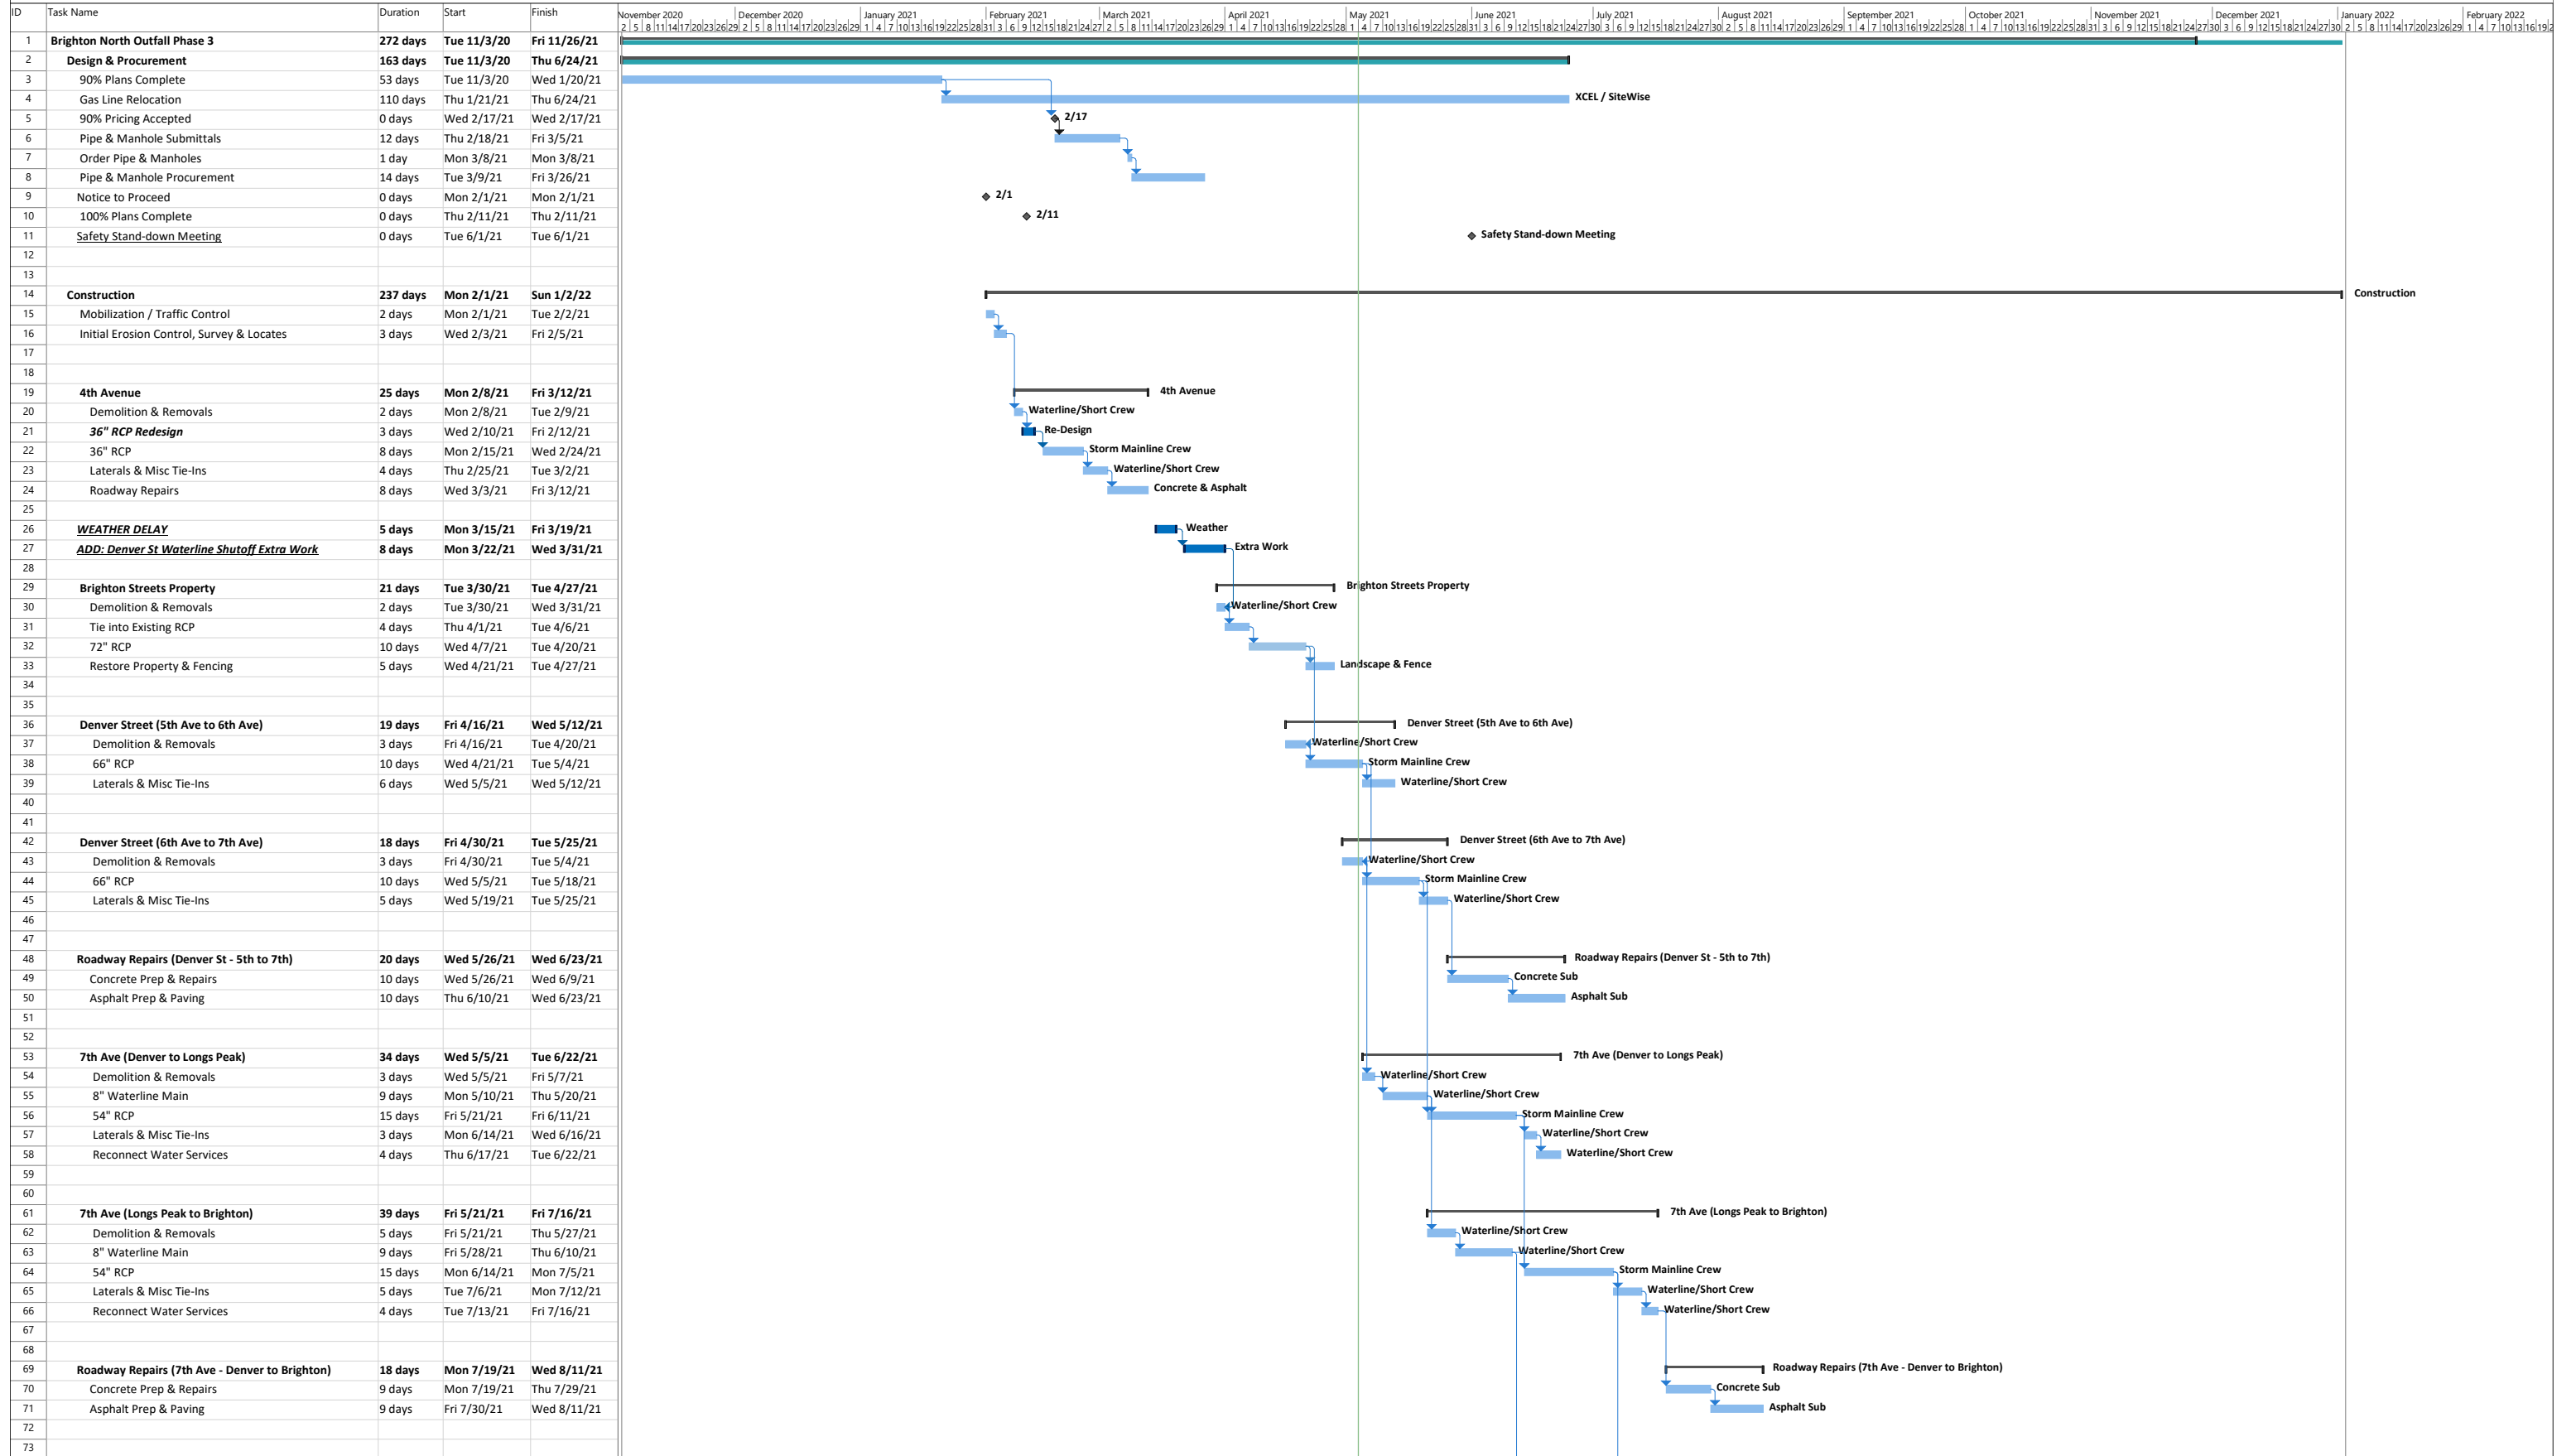 ID Task Name Duration Start Finish November 2020 December 2020 January 2021 February 2021 March 2021 April 2021 May 2021 June 2021 July 2021 August 2021 September 2021 October 2021 November 2021 December 2021 January 2022 February 2022
1 Brighton North Outfall Phase 3 272 days Tue 11/3/20 Fri 11/26/21
2 Design & Procurement 163 days Tue 11/3/20 Thu 6/24/21
3 90% Plans Complete 53 days Tue 11/3/20 Wed 1/20/21
4 Gas Line Relocation 110 days Thu 1/21/21 Thu 6/24/21 XCEL / SiteWise
5 90% Pricing Accepted 0 days Wed 2/17/21 Wed 2/17/21 2/17
6 Pipe & Manhole Submittals 12 days Thu 2/18/21 Fri 3/5/21
7 Order Pipe & Manholes 1 day Mon 3/8/21 Mon 3/8/21
8 Pipe & Manhole Procurement 14 days Tue 3/9/21 Fri 3/26/21
9 Notice to Proceed 0 days Mon 2/1/21 Mon 2/1/21 2/1
10 100% Plans Complete 0 days Thu 2/11/21 Thu 2/11/21 2/11
11 Safety Stand-down Meeting 0 days Tue 6/1/21 Tue 6/1/21 Safety Stand-down Meeting
12
13
14 Construction 237 days Mon 2/1/21 Sun 1/2/22 Construction
15 Mobilization / Traffic Control 2 days Mon 2/1/21 Tue 2/2/21
16 Initial Erosion Control, Survey & Locates 3 days Wed 2/3/21 Fri 2/5/21
17
18
19 4th Avenue 25 days Mon 2/8/21 Fri 3/12/21 4th Avenue
20 Demolition & Removals 2 days Mon 2/8/21 Tue 2/9/21 Waterline/Short Crew
21 36" RCP Redesign 3 days Wed 2/10/21 Fri 2/12/21 Re-Design
22 36" RCP 8 days Mon 2/15/21 Wed 2/24/21 Storm Mainline Crew
23 Laterals & Misc Tie-Ins 4 days Thu 2/25/21 Tue 3/2/21 Waterline/Short Crew
24 Roadway Repairs 8 days Wed 3/3/21 Fri 3/12/21 Concrete & Asphalt
25
26 WEATHER DELAY 5 days Mon 3/15/21 Fri 3/19/21 Weather
27 ADD: Denver St Waterline Shutoff Extra Work 8 days Mon 3/22/21 Wed 3/31/21 Extra Work
28
29 Brighton Streets Property 21 days Tue 3/30/21 Tue 4/27/21 Brighton Streets Property
30 Demolition & Removals 2 days Tue 3/30/21 Wed 3/31/21 Waterline/Short Crew
31 Tie into Existing RCP 4 days Thu 4/1/21 Tue 4/6/21
32 72" RCP 10 days Wed 4/7/21 Tue 4/20/21
33 Restore Property & Fencing 5 days Wed 4/21/21 Tue 4/27/21 Landscape & Fence
34
35
36 Denver Street (5th Ave to 6th Ave) 19 days Fri 4/16/21 Wed 5/12/21 Denver Street (5th Ave to 6th Ave)
37 Demolition & Removals 3 days Fri 4/16/21 Tue 4/20/21 Waterline/Short Crew
38 66" RCP 10 days Wed 4/21/21 Tue 5/4/21 Storm Mainline Crew
39 Laterals & Misc Tie-Ins 6 days Wed 5/5/21 Wed 5/12/21 Waterline/Short Crew
40
41
42 Denver Street (6th Ave to 7th Ave) 18 days Fri 4/30/21 Tue 5/25/21 Denver Street (6th Ave to 7th Ave)
43 Demolition & Removals 3 days Fri 4/30/21 Tue 5/4/21 Waterline/Short Crew
44 66" RCP 10 days Wed 5/5/21 Tue 5/18/21 Storm Mainline Crew
45 Laterals & Misc Tie-Ins 5 days Wed 5/19/21 Tue 5/25/21 Waterline/Short Crew
46
47
48 Roadway Repairs (Denver St - 5th to 7th) 20 days Wed 5/26/21 Wed 6/23/21 Roadway Repairs (Denver St - 5th to 7th)
49 Concrete Prep & Repairs 10 days Wed 5/26/21 Wed 6/9/21 Concrete Sub
50 Asphalt Prep & Paving 10 days Thu 6/10/21 Wed 6/23/21 Asphalt Sub
51
52
53 7th Ave (Denver to Longs Peak) 34 days Wed 5/5/21 Tue 6/22/21 7th Ave (Denver to Longs Peak)
54 Demolition & Removals 3 days Wed 5/5/21 Fri 5/7/21 Waterline/Short Crew
55 8" Waterline Main 9 days Mon 5/10/21 Thu 5/20/21 Waterline/Short Crew
56 54" RCP 15 days Fri 5/21/21 Fri 6/11/21 Storm Mainline Crew
57 Laterals & Misc Tie-Ins 3 days Mon 6/14/21 Wed 6/16/21 Waterline/Short Crew
58 Reconnect Water Services 4 days Thu 6/17/21 Tue 6/22/21 Waterline/Short Crew
59
60
61 7th Ave (Longs Peak to Brighton) 39 days Fri 5/21/21 Fri 7/16/21 7th Ave (Longs Peak to Brighton)
62 Demolition & Removals 5 days Fri 5/21/21 Thu 5/27/21 Waterline/Short Crew
63 8" Waterline Main 9 days Fri 5/28/21 Thu 6/10/21 Waterline/Short Crew
64 54" RCP 15 days Mon 6/14/21 Mon 7/5/21 Storm Mainline Crew
65 Laterals & Misc Tie-Ins 5 days Tue 7/6/21 Mon 7/12/21 Waterline/Short Crew
66 Reconnect Water Services 4 days Tue 7/13/21 Fri 7/16/21 Waterline/Short Crew
67
68
69 Roadway Repairs (7th Ave - Denver to Brighton) 18 days Mon 7/19/21 Wed 8/11/21 Roadway Repairs (7th Ave - Denver to Brighton)
70 Concrete Prep & Repairs 9 days Mon 7/19/21 Thu 7/29/21 Concrete Sub
71 Asphalt Prep & Paving 9 days Fri 7/30/21 Wed 8/11/21 Asphalt Sub
72
73